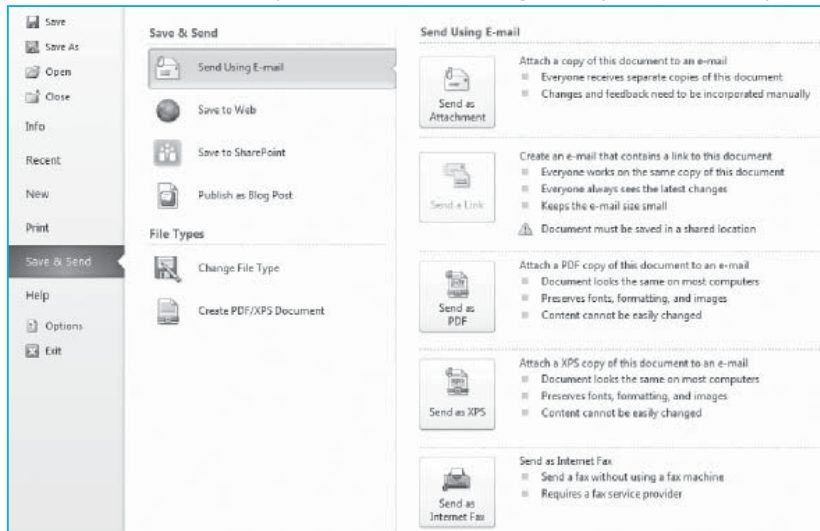 Save
Save As
Open
Close
Info
Recent
New
Print
Save & Send
Help
Options
Exit
Save & Send
Send Using E-mail
Save to Web
Save to SharePoint
Publish as Blog Post
File Types
Change File Type
Create PDF/XPS Document
Send Using E-mail
Send as
Attachment
Attach a copy of this document to an e-mail
Everyone receives separate copies of this document
Changes and feedback need to be incorporated manually
Send a Link
Create an e-mail that contains a link to this document
Everyone works on the same copy of this document
Everyone always sees the latest changes
Keeps the e-mail size small
Document must be saved in a shared location
Send as
PDF
Attach a PDF copy of this document to an e-mail
Document looks the same on most computers
Preserves fonts, formatting, and images
Content cannot be easily changed
Send as XPS
Attach a XPS copy of this document to an e-mail
Document looks the same on most computers
Preserves fonts, formatting, and images
Content cannot be easily changed
Send as
Internet Fax
Send as Internet Fax
Send a fax without using a fax machine
Requires a fax service provider